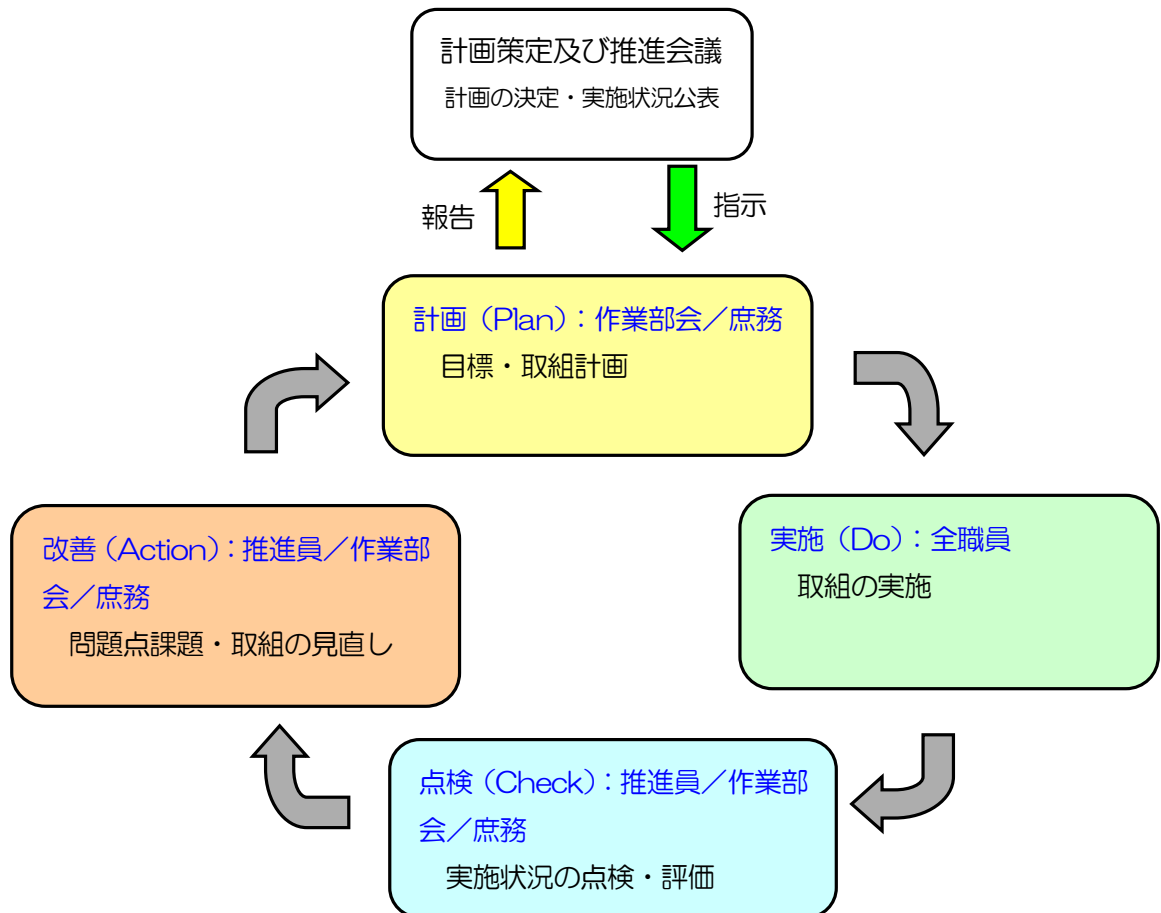 計画策定及び推進会議
計画の決定・実施状況公表
報告
指示
計画（Plan）：作業部会／庶務
目標・取組計画
実施（Do）：全職員
取組の実施
改善（Action）：推進員／作業部
会／庶務
問題点課題・取組の見直し
点検（Check）：推進員／作業部
会／庶務
実施状況の点検・評価